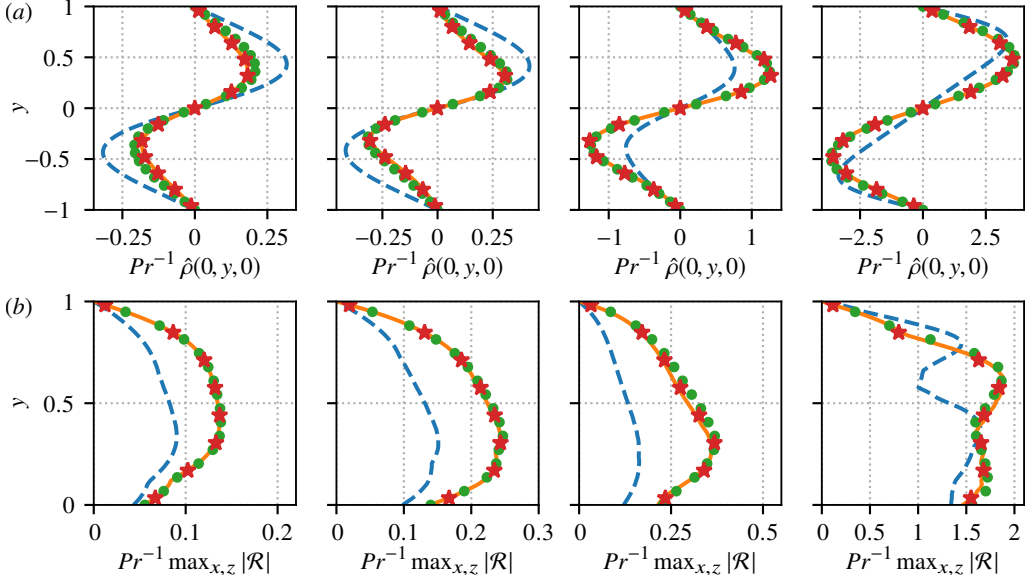 (a)
y
1
0.5
0
−0.5
−1
−0.25 0 0.25
−0.25 0 0.25
−1 0 1
−2.5 0 2.5
Pr⁻¹ ρ̂(0, y, 0) Pr⁻¹ ρ̂(0, y, 0) Pr⁻¹ ρ̂(0, y, 0) Pr⁻¹ ρ̂(0, y, 0)
(b)
y
1
0.5
0
0 0.1 0.2
0 0.1 0.2 0.3
0 0.25 0.5
0 0.5 1 1.5 2
Pr⁻¹ maxₓ,z |ℛ| Pr⁻¹ maxₓ,z |ℛ| Pr⁻¹ maxₓ,z |ℛ| Pr⁻¹ maxₓ,z |ℛ|